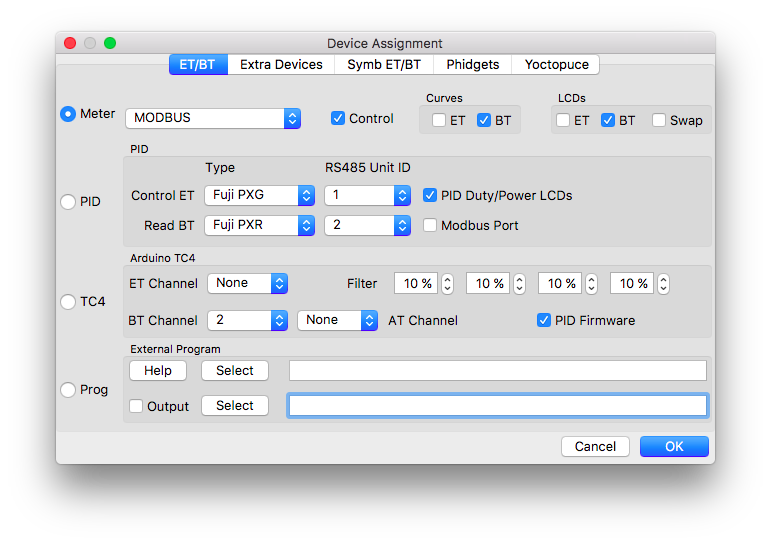 Device Assignment
ET/BT Extra Devices Symb ET/BT Phidgets Yoctopuce
Curves LCDs
Meter MODBUS Control ET BT ET BT Swap
PID
Type RS485 Unit ID
PID Control ET Fuji PXG 1 PID Duty/Power LCDs
Read BT Fuji PXR 2 Modbus Port
Arduino TC4
ET Channel None Filter 10 % 10 % 10 % 10 %
TC4
BT Channel 2 None AT Channel PID Firmware
External Program
Help Select
Prog
Output Select
Cancel OK